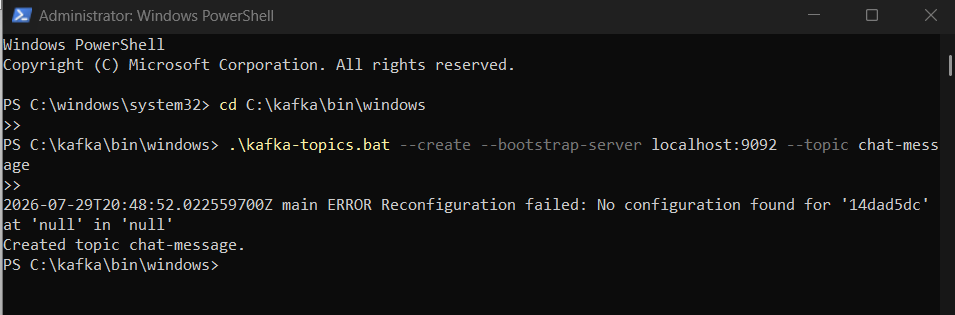 Administrator: Windows PowerShell
Windows PowerShell
Copyright (C) Microsoft Corporation. All rights reserved.
PS C:\windows\system32> cd C:\kafka\bin\windows
>>
PS C:\kafka\bin\windows> .\kafka-topics.bat --create --bootstrap-server localhost:9092 --topic chat-mess
age
>>
2026-07-29T20:48:52.022559700Z main ERROR Reconfiguration failed: No configuration found for '14dad5dc'
at 'null' in 'null'
Created topic chat-message.
PS C:\kafka\bin\windows>